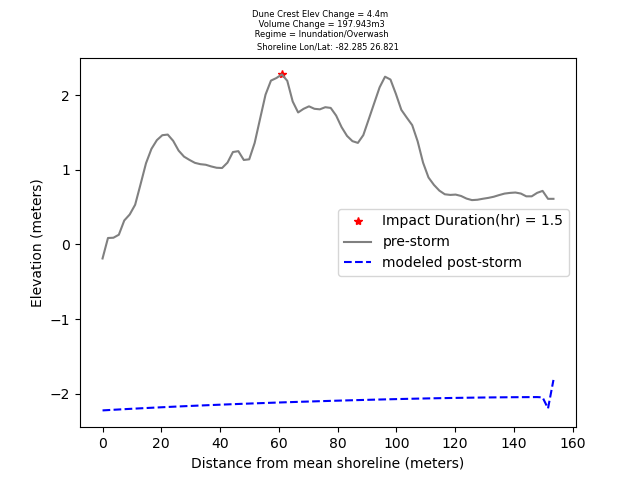 Dune Crest Elev Change = 4.4m
Volume Change = 197.943m3
Regime = Inundation/Overwash
Shoreline Lon/Lat: -82.285 26.821
2
1
0
−1
−2
Elevation (meters)
Impact Duration(hr) = 1.5
pre-storm
modeled post-storm
0 20 40 60 80 100 120 140 160
Distance from mean shoreline (meters)